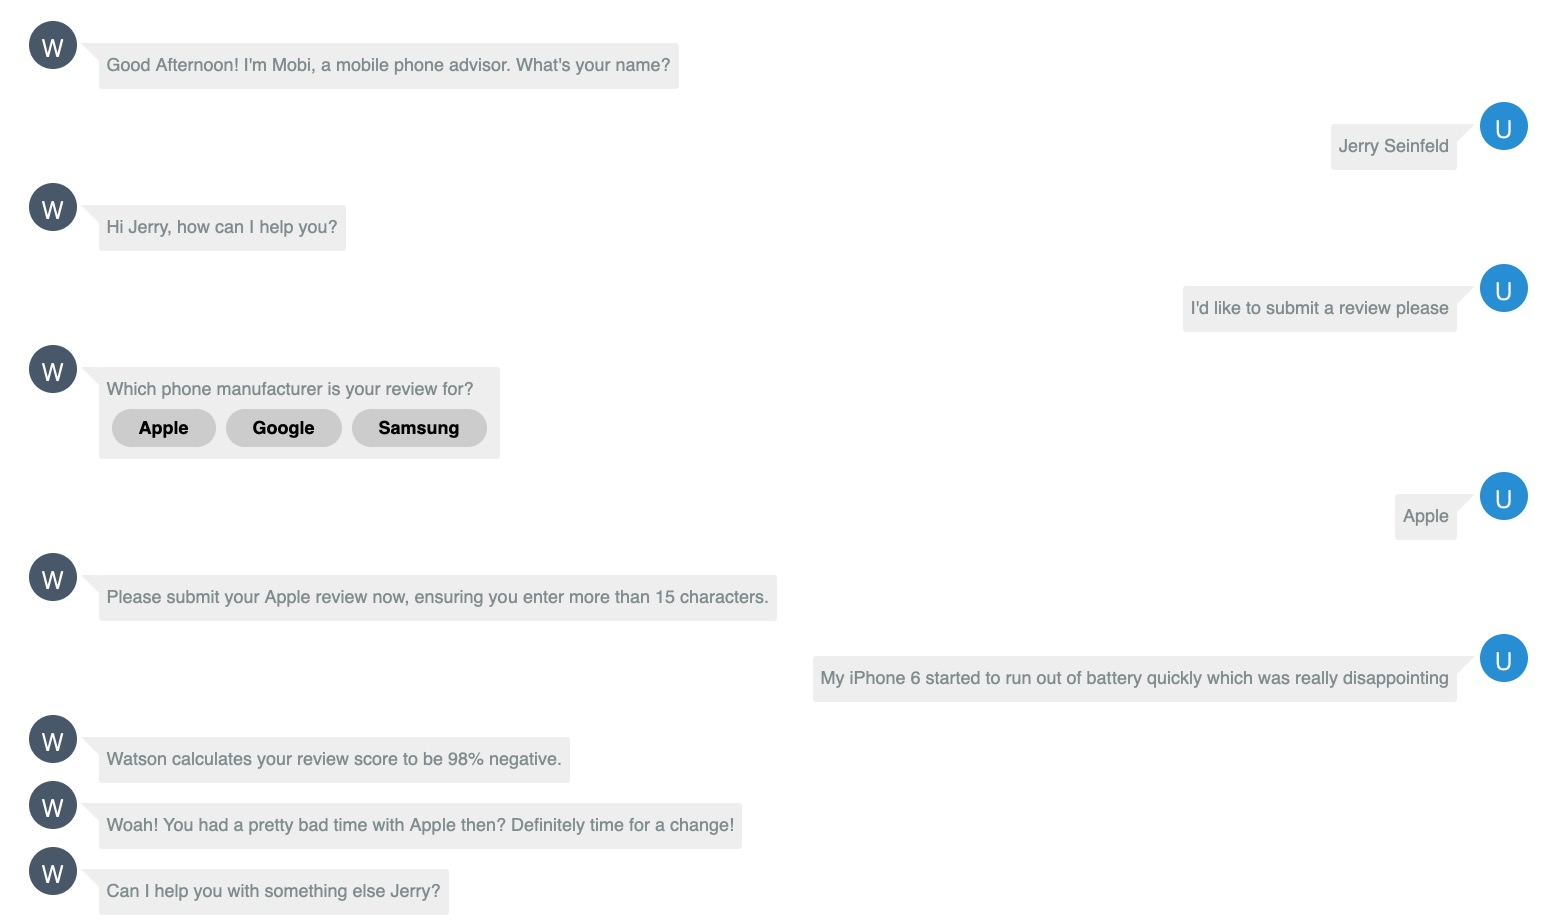 W
Good Afternoon! I'm Mobi, a mobile phone advisor. What's your name?
U
Jerry Seinfeld
W
Hi Jerry, how can I help you?
U
I'd like to submit a review please
W
Which phone manufacturer is your review for?
Apple Google Samsung
U
Apple
W
Please submit your Apple review now, ensuring you enter more than 15 characters.
U
My iPhone 6 started to run out of battery quickly which was really disappointing
W
Watson calculates your review score to be 98% negative.
W
Woah! You had a pretty bad time with Apple then? Definitely time for a change!
W
Can I help you with something else Jerry?